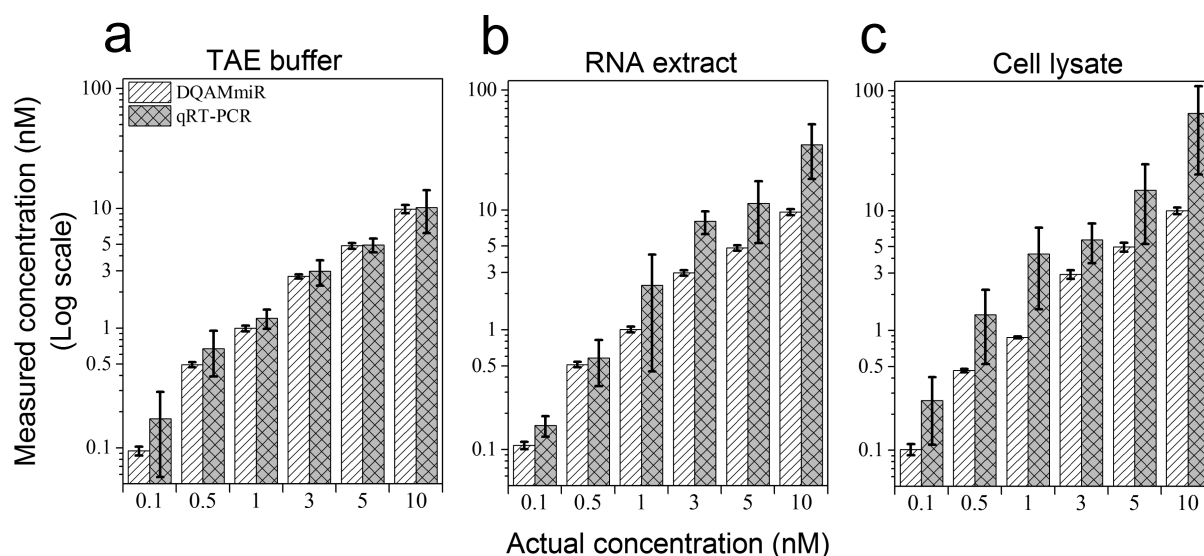 a
TAE buffer
b
RNA extract
c
Cell lysate
Measured concentration (nM)
(Log scale)
100
10
5
3
1
0.5
0.1
DQAMmiR
qRT-PCR
0.1 0.5 1 3 5 10
100
10
5
3
1
0.5
0.1
0.1 0.5 1 3 5 10
100
10
5
3
1
0.5
0.1
0.1 0.5 1 3 5 10
Actual concentration (nM)